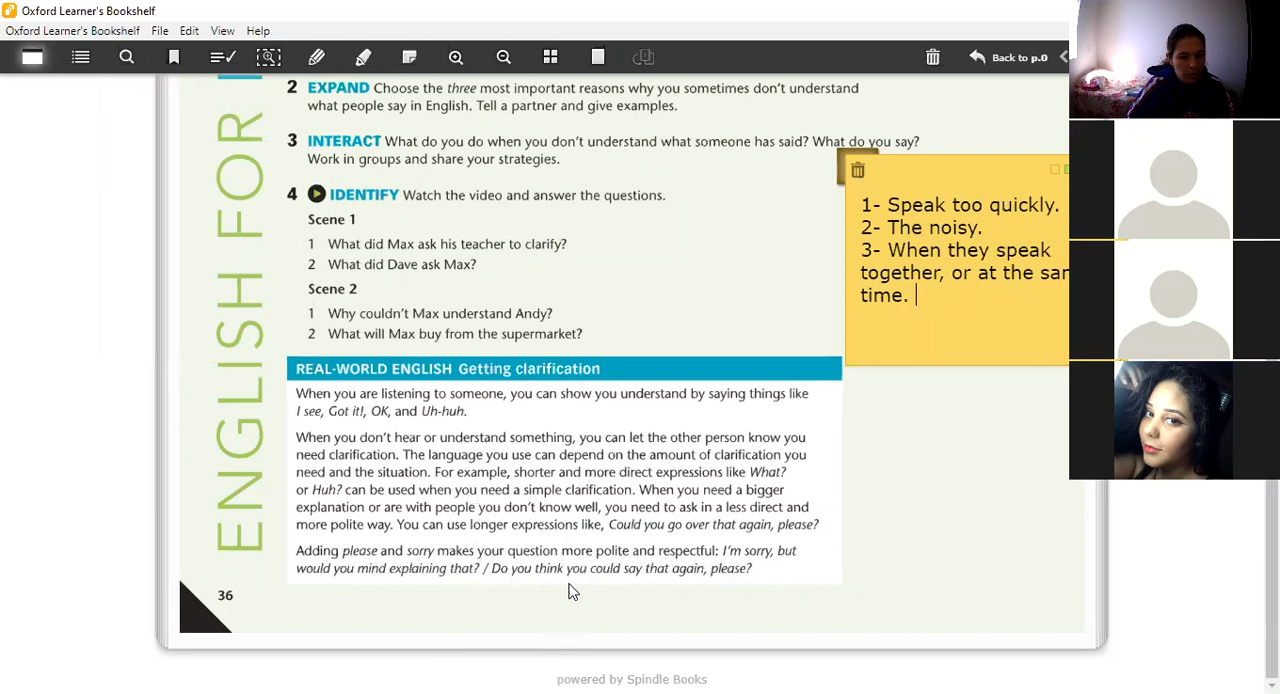 Oxford Learner's Bookshelf
Oxford Learner's Bookshelf File Edit View Help
Back to p.0
ENGLISH FOR
2 EXPAND Choose the three most important reasons why you sometimes don't understand
what people say in English. Tell a partner and give examples.
3 INTERACT What do you do when you don't understand what someone has said? What do you say?
Work in groups and share your strategies.
4 IDENTIFY Watch the video and answer the questions.
Scene 1
1 What did Max ask his teacher to clarify?
2 What did Dave ask Max?
Scene 2
1 Why couldn't Max understand Andy?
2 What will Max buy from the supermarket?
REAL-WORLD ENGLISH Getting clarification
When you are listening to someone, you can show you understand by saying things like
I see, Got it!, OK, and Uh-huh.
When you don't hear or understand something, you can let the other person know you
need clarification. The language you use can depend on the amount of clarification you
need and the situation. For example, shorter and more direct expressions like What?
or Huh? can be used when you need a simple clarification. When you need a bigger
explanation or are with people you don't know well, you need to ask in a less direct and
more polite way. You can use longer expressions like, Could you go over that again, please?
Adding please and sorry makes your question more polite and respectful: I'm sorry, but
would you mind explaining that? / Do you think you could say that again, please?
36
1- Speak too quickly.
2- The noisy.
3- When they speak
together, or at the
time.
powered by Spindle Books